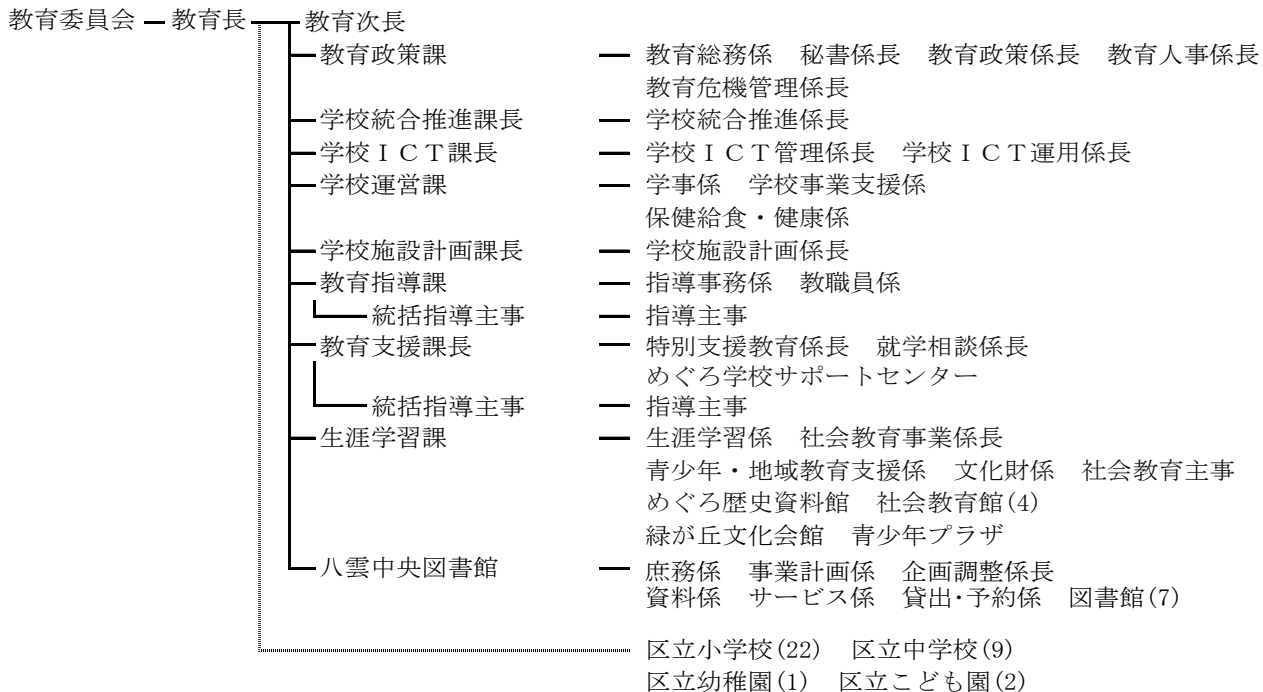 教育委員会 教育長 教育次長
教育政策課 教育総務係 秘書係長 教育政策係長 教育人事係長
教育危機管理係長
学校統合推進課長 学校統合推進係長
学校ＩＣＴ課長 学校ＩＣＴ管理係長 学校ＩＣＴ運用係長
学校運営課 学事係 学校事業支援係
保健給食・健康係
学校施設計画課長 学校施設計画係長
教育指導課 指導事務係 教職員係
統括指導主事 指導主事
教育支援課長 特別支援教育係長 就学相談係長
めぐろ学校サポートセンター
統括指導主事 指導主事
生涯学習課 生涯学習係 社会教育事業係長
青少年・地域教育支援係 文化財係 社会教育主事
めぐろ歴史資料館 社会教育館(4)
緑が丘文化会館 青少年プラザ
八雲中央図書館 庶務係 事業計画係 企画調整係長
資料係 サービス係 貸出･予約係 図書館(7)
区立小学校(22) 区立中学校(9)
区立幼稚園(1) 区立こども園(2)